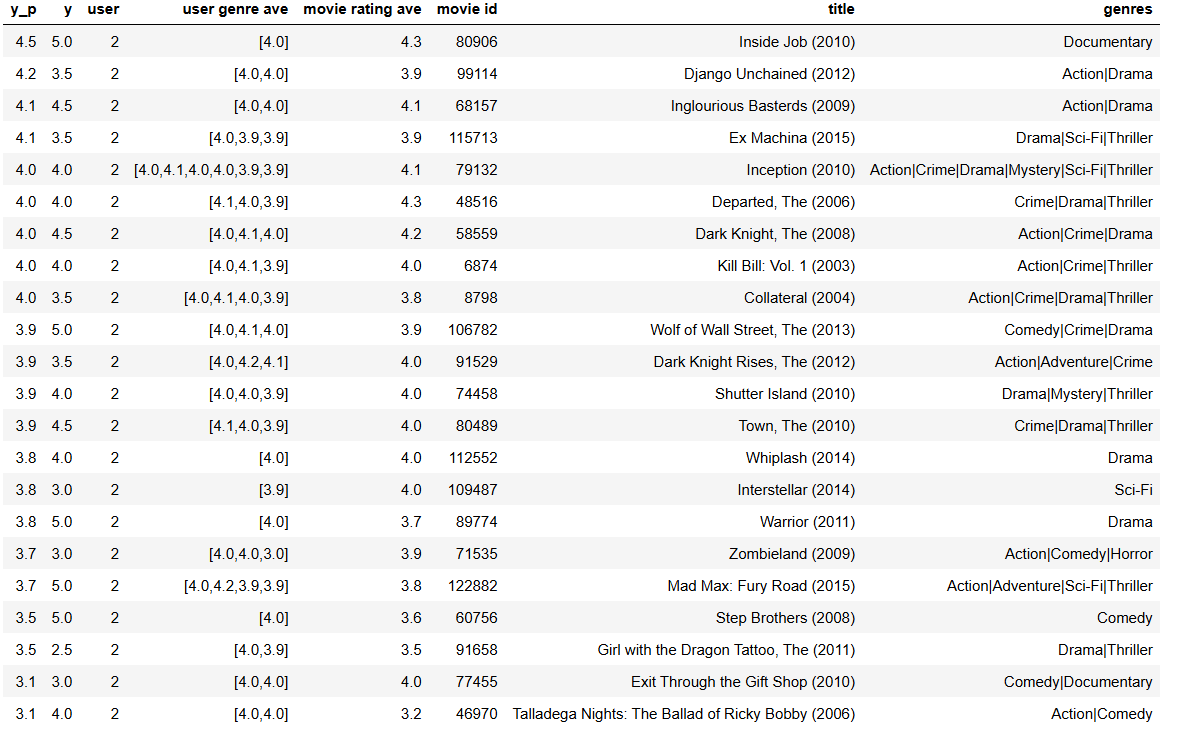 y_p y user user genre ave movie rating ave movie id title genres
4.5 5.0 2 [4.0] 4.3 80906 Inside Job (2010) Documentary
4.2 3.5 2 [4.0,4.0] 3.9 99114 Django Unchained (2012) Action|Drama
4.1 4.5 2 [4.0,4.0] 4.1 68157 Inglourious Basterds (2009) Action|Drama
4.1 3.5 2 [4.0,3.9,3.9] 3.9 115713 Ex Machina (2015) Drama|Sci-Fi|Thriller
4.0 4.0 2 [4.0,4.1,4.0,4.0,3.9,3.9] 4.1 79132 Inception (2010) Action|Crime|Drama|Mystery|Sci-Fi|Thriller
4.0 4.0 2 [4.1,4.0,3.9] 4.3 48516 Departed, The (2006) Crime|Drama|Thriller
4.0 4.5 2 [4.0,4.1,4.0] 4.2 58559 Dark Knight, The (2008) Action|Crime|Drama
4.0 4.0 2 [4.0,4.1,3.9] 4.0 6874 Kill Bill: Vol. 1 (2003) Action|Crime|Thriller
4.0 3.5 2 [4.0,4.1,4.0,3.9] 3.8 8798 Collateral (2004) Action|Crime|Drama|Thriller
3.9 5.0 2 [4.0,4.1,4.0] 3.9 106782 Wolf of Wall Street, The (2013) Comedy|Crime|Drama
3.9 3.5 2 [4.0,4.2,4.1] 4.0 91529 Dark Knight Rises, The (2012) Action|Adventure|Crime
3.9 4.0 2 [4.0,4.0,3.9] 4.0 74458 Shutter Island (2010) Drama|Mystery|Thriller
3.9 4.5 2 [4.1,4.0,3.9] 4.0 80489 Town, The (2010) Crime|Drama|Thriller
3.8 4.0 2 [4.0] 4.0 112552 Whiplash (2014) Drama
3.8 3.0 2 [3.9] 4.0 109487 Interstellar (2014) Sci-Fi
3.8 5.0 2 [4.0] 3.7 89774 Warrior (2011) Drama
3.7 3.0 2 [4.0,4.0,3.0] 3.9 71535 Zombieland (2009) Action|Comedy|Horror
3.7 5.0 2 [4.0,4.2,3.9,3.9] 3.8 122882 Mad Max: Fury Road (2015) Action|Adventure|Sci-Fi|Thriller
3.5 5.0 2 [4.0] 3.6 60756 Step Brothers (2008) Comedy
3.5 2.5 2 [4.0,3.9] 3.5 91658 Girl with the Dragon Tattoo, The (2011) Drama|Thriller
3.1 3.0 2 [4.0,4.0] 4.0 77455 Exit Through the Gift Shop (2010) Comedy|Documentary
3.1 4.0 2 [4.0,4.0] 3.2 46970 Talladega Nights: The Ballad of Ricky Bobby (2006) Action|Comedy